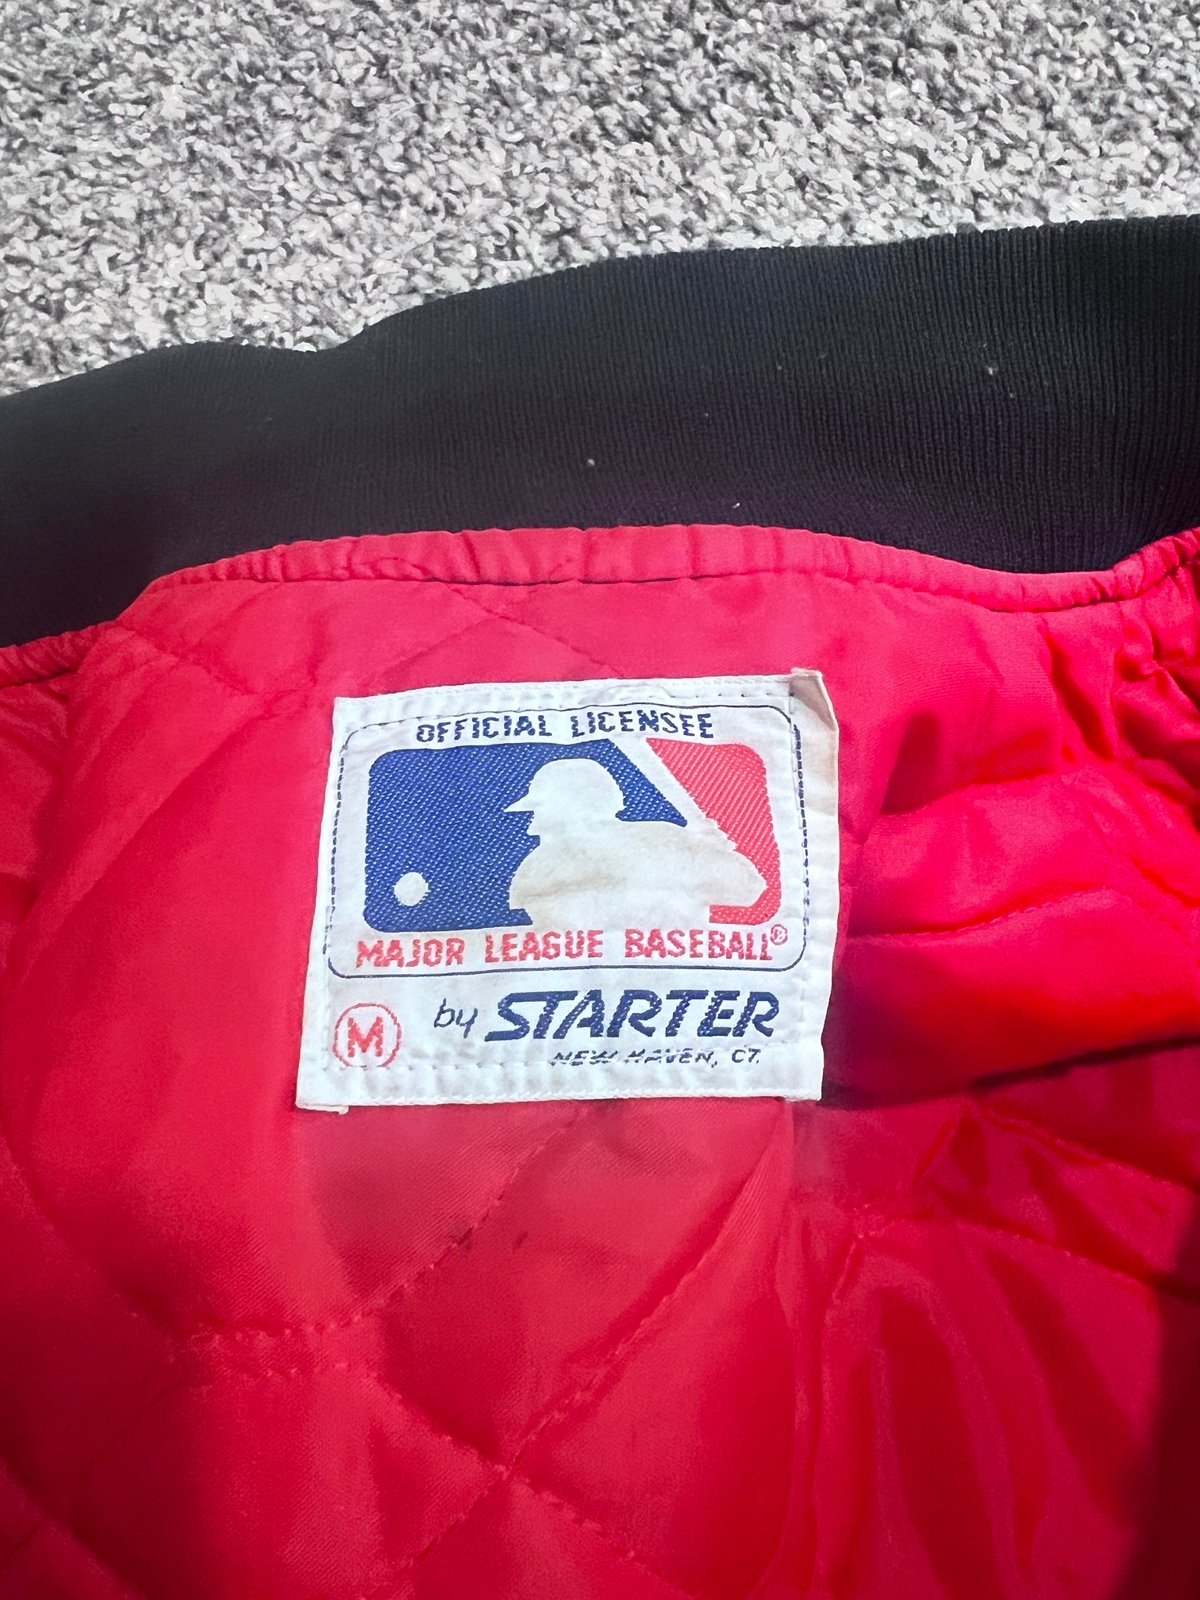 OFFICIAL LICENSEE
MAJOR LEAGUE BASEBALL®
M by STARTER
NEW HAVEN, CT.